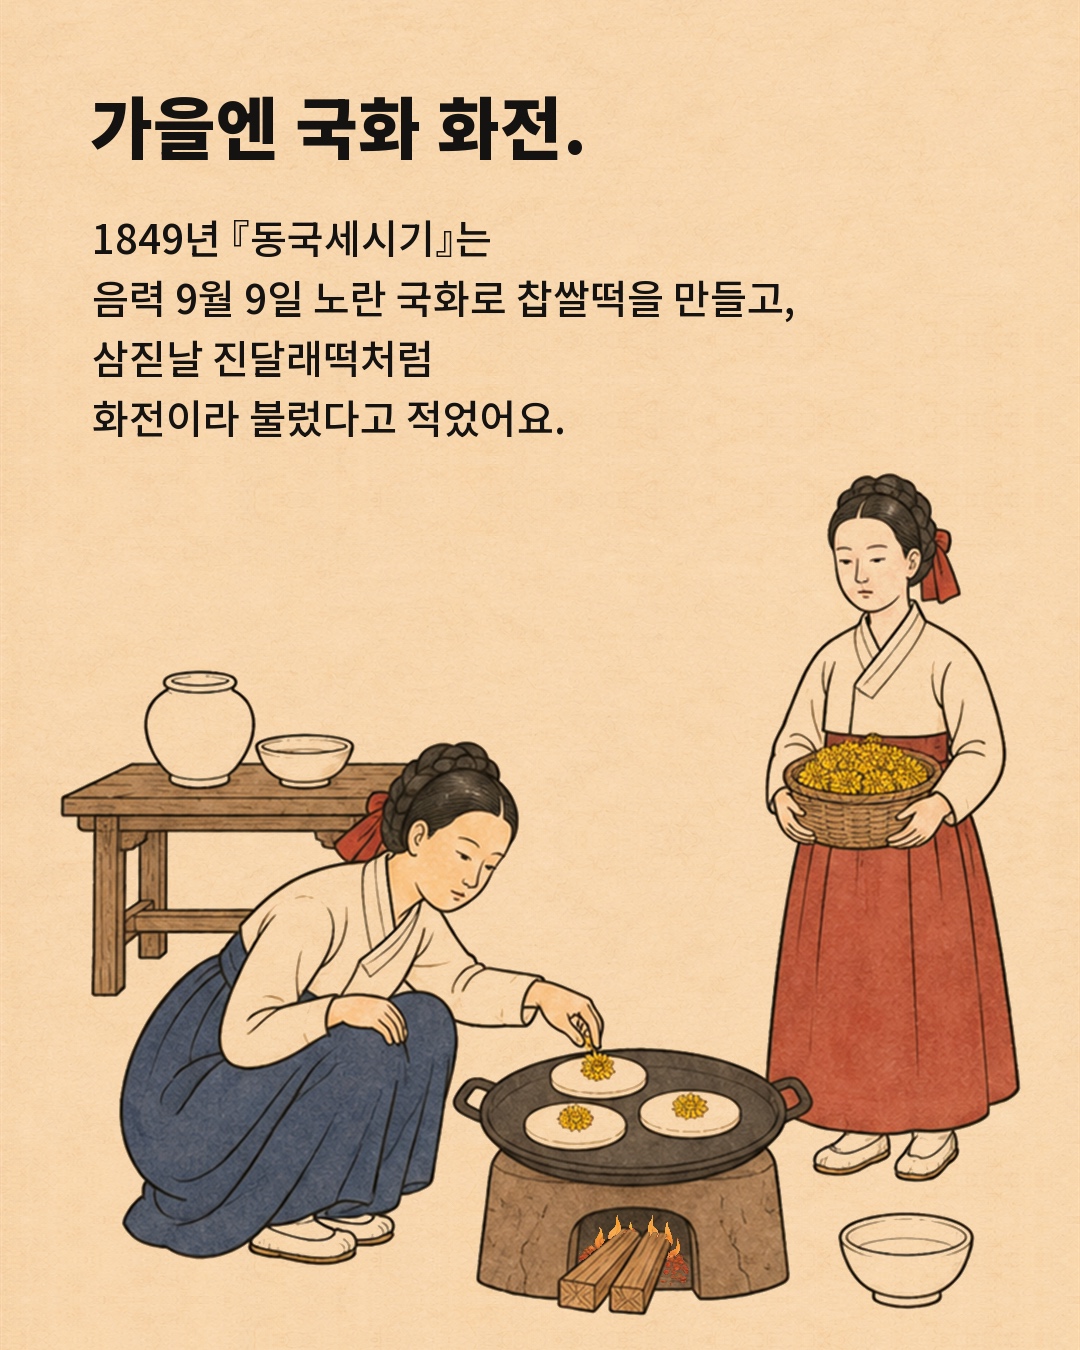 가을엔 국화 화전.
1849년 『동국세시기』는
음력 9월 9일 노란 국화로 찹쌀떡을 만들고,
삼짇날 진달래떡처럼
화전이라 불렀다고 적었어요.